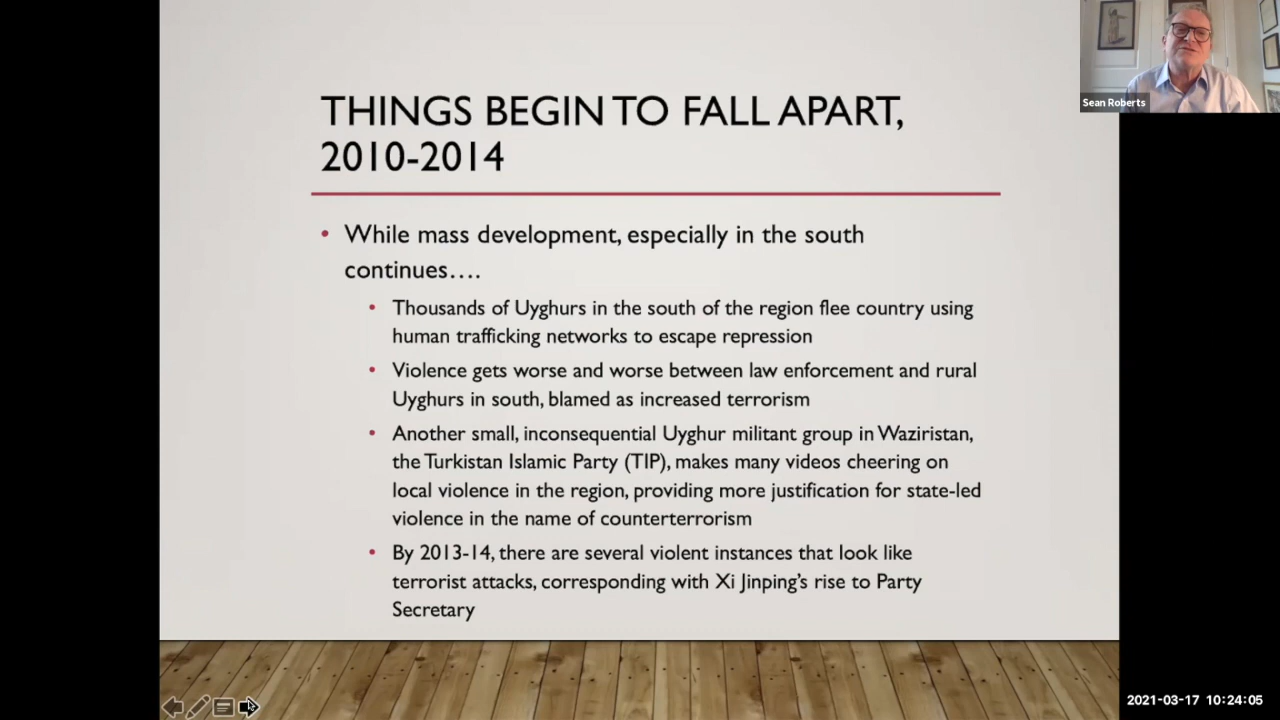 THINGS BEGIN TO FALL APART,
2010-2014
While mass development, especially in the south
continues….
Thousands of Uyghurs in the south of the region flee country using
human trafficking networks to escape repression
Violence gets worse and worse between law enforcement and rural
Uyghurs in south, blamed as increased terrorism
Another small, inconsequential Uyghur militant group in Waziristan,
the Turkistan Islamic Party (TIP), makes many videos cheering on
local violence in the region, providing more justification for state-led
violence in the name of counterterrorism
By 2013-14, there are several violent instances that look like
terrorist attacks, corresponding with Xi Jinping’s rise to Party
Secretary
Sean Roberts
2021-03-17 10:24:05